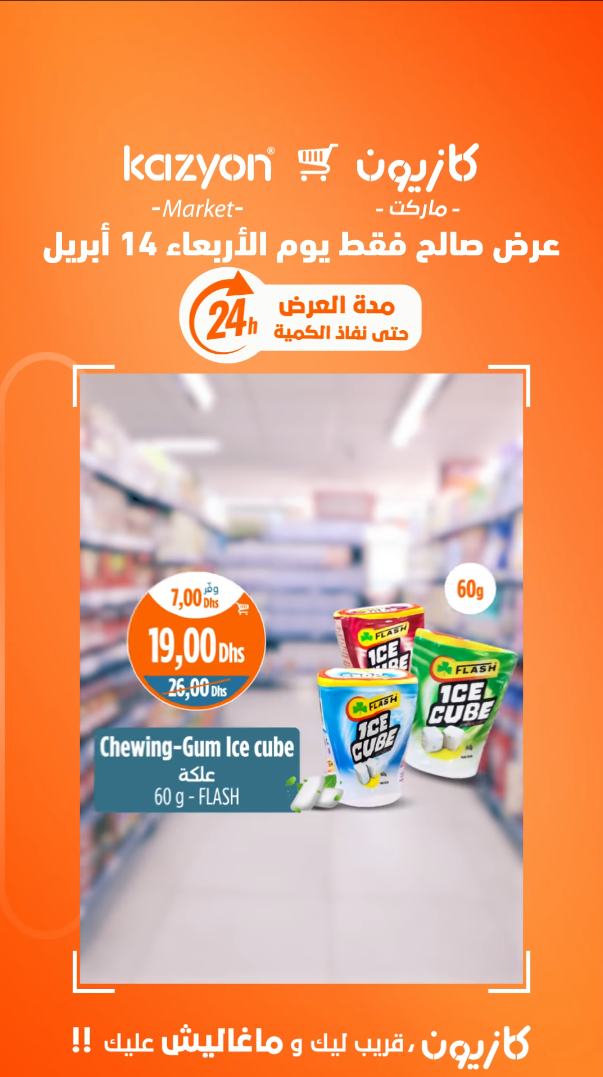 kazyon® كازيون
-Market- - ماركت -
عرض صالح فقط يوم الأربعاء 14 أبريل
24h
مدة العرض
حتى نفاذ الكمية
وفّر
7,00 Dhs
19,00 Dhs
26,00 Dhs
60g
FLASH
ICE CUBE
FLASH
ICE CUBE
FLASH
ICE CUBE
Chewing-Gum Ice cube
علكة
60 g - FLASH
كازيون، قريب ليك و ماغاليش عليك !!